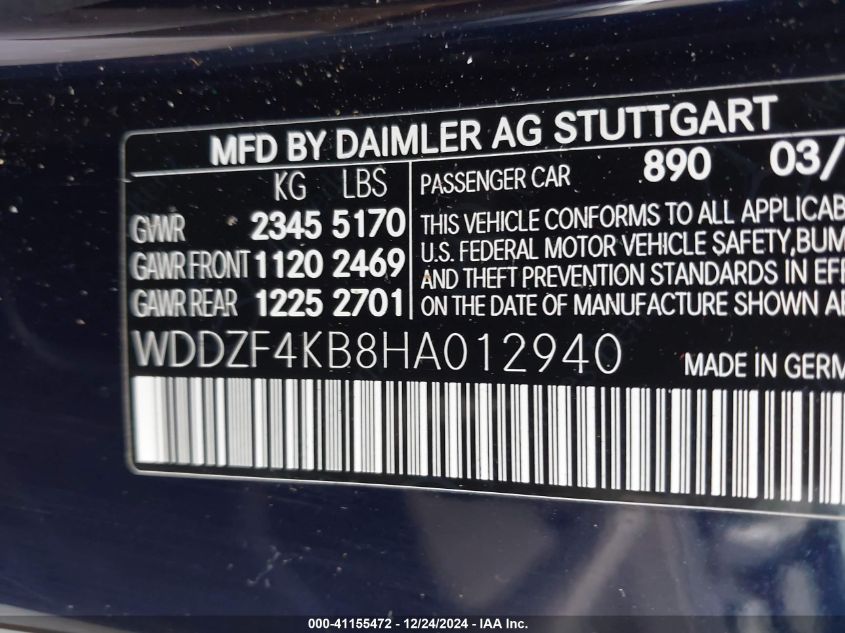 MFD BY DAIMLER AG STUTTGART
KG LBS
GVWR 2345 5170
GAWR FRONT 1120 2469
GAWR REAR 1225 2701
PASSENGER CAR 890 03/
THIS VEHICLE CONFORMS TO ALL APPLICAB
U.S. FEDERAL MOTOR VEHICLE SAFETY, BUM
AND THEFT PREVENTION STANDARDS IN EFF
ON THE DATE OF MANUFACTURE SHOWN AB
WDDZF4KB8HA012940
MADE IN GERM
000-41155472 - 12/24/2024 - IAA Inc.